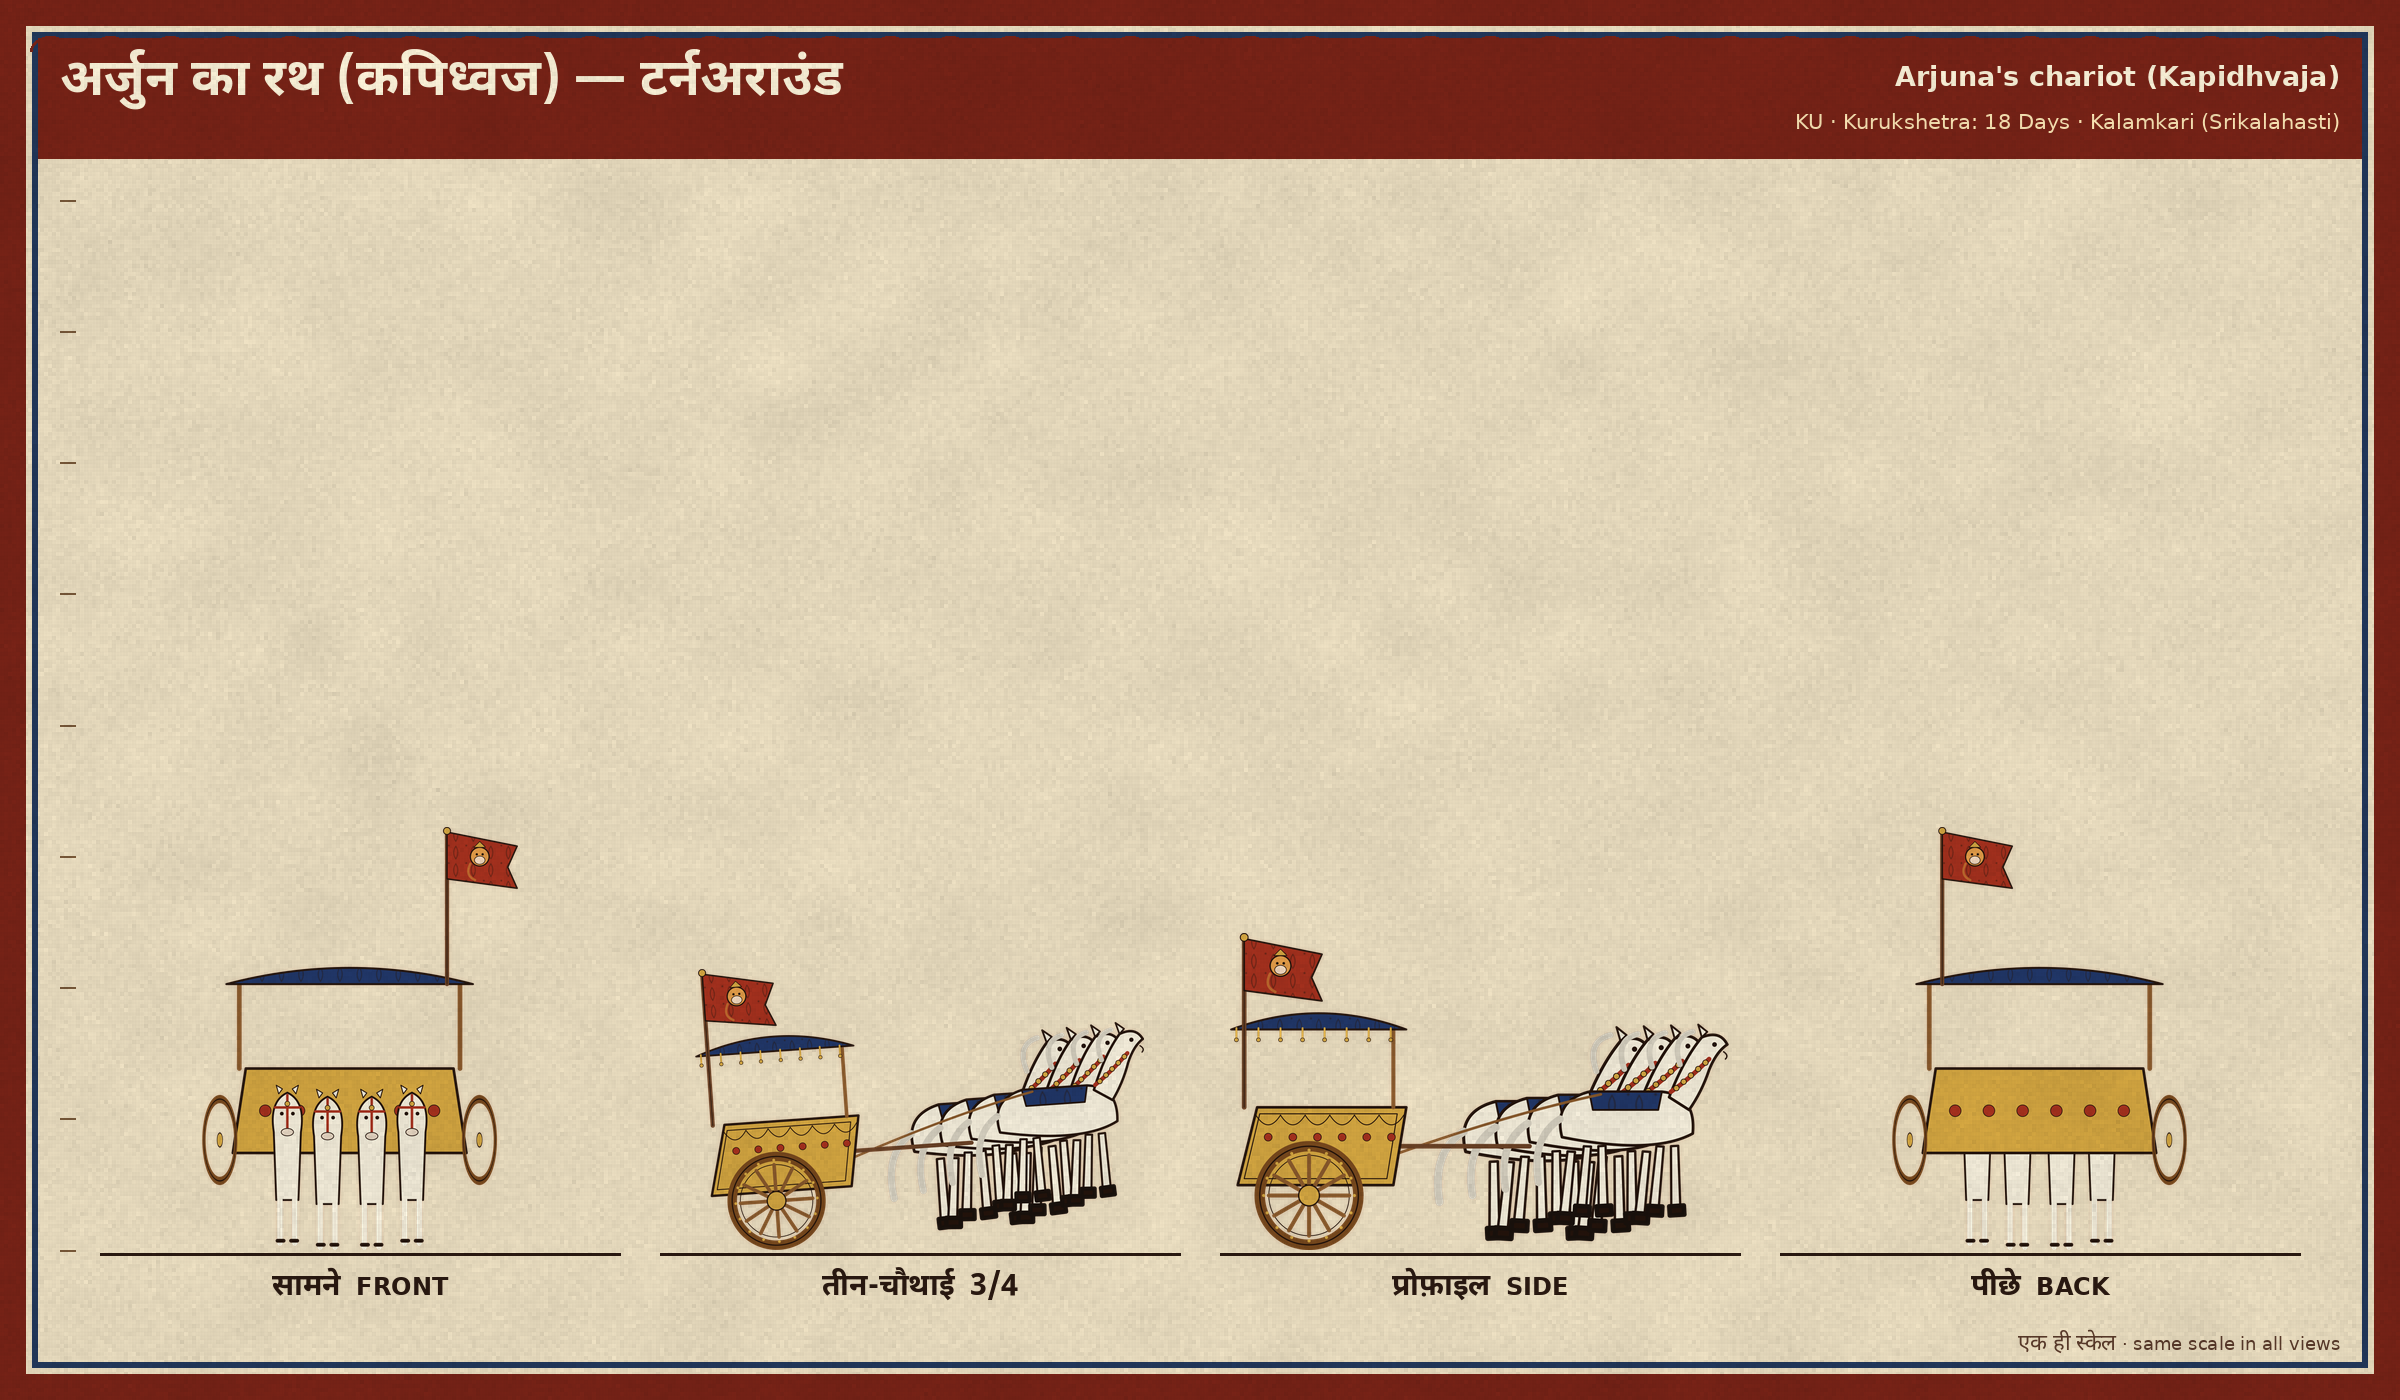 अर्जुन का रथ (कपिध्वज) — टर्नअराउंड
Arjuna's chariot (Kapidhvaja)
KU · Kurukshetra: 18 Days · Kalamkari (Srikalahasti)
सामने FRONT
तीन-चौथाई 3/4
प्रोफ़ाइल SIDE
पीछे BACK
एक ही स्केल · same scale in all views